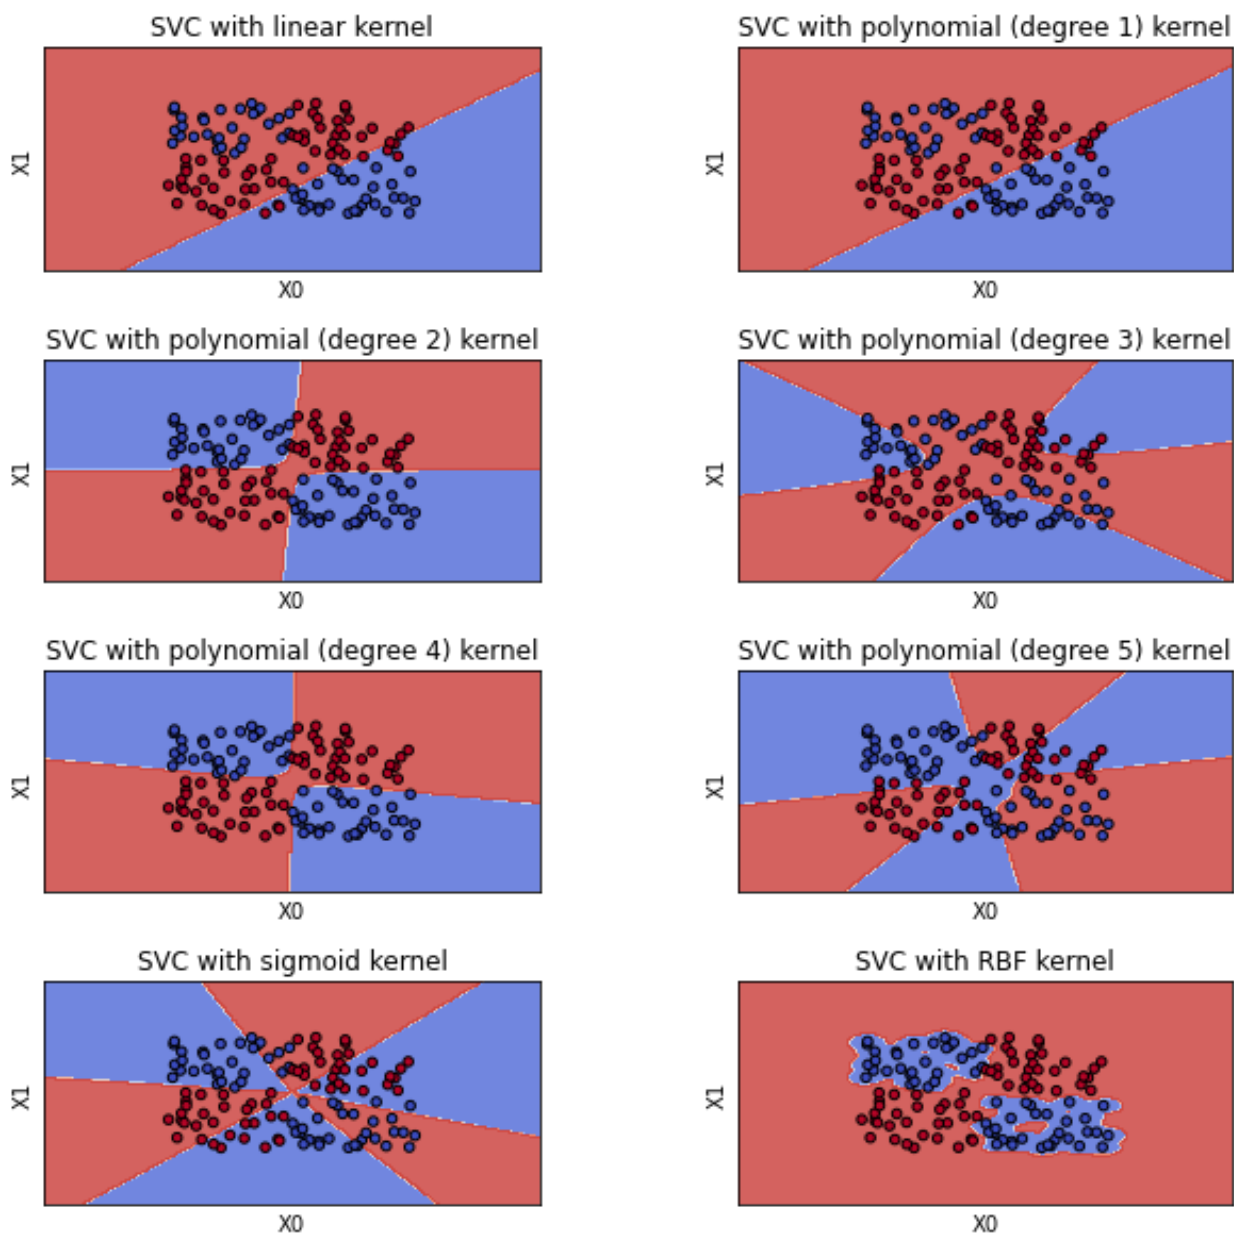 SVC with linear kernel
X1
X0
SVC with polynomial (degree 1) kernel
X1
X0
SVC with polynomial (degree 2) kernel
X1
X0
SVC with polynomial (degree 3) kernel
X1
X0
SVC with polynomial (degree 4) kernel
X1
X0
SVC with polynomial (degree 5) kernel
X1
X0
SVC with sigmoid kernel
X1
X0
SVC with RBF kernel
X1
X0